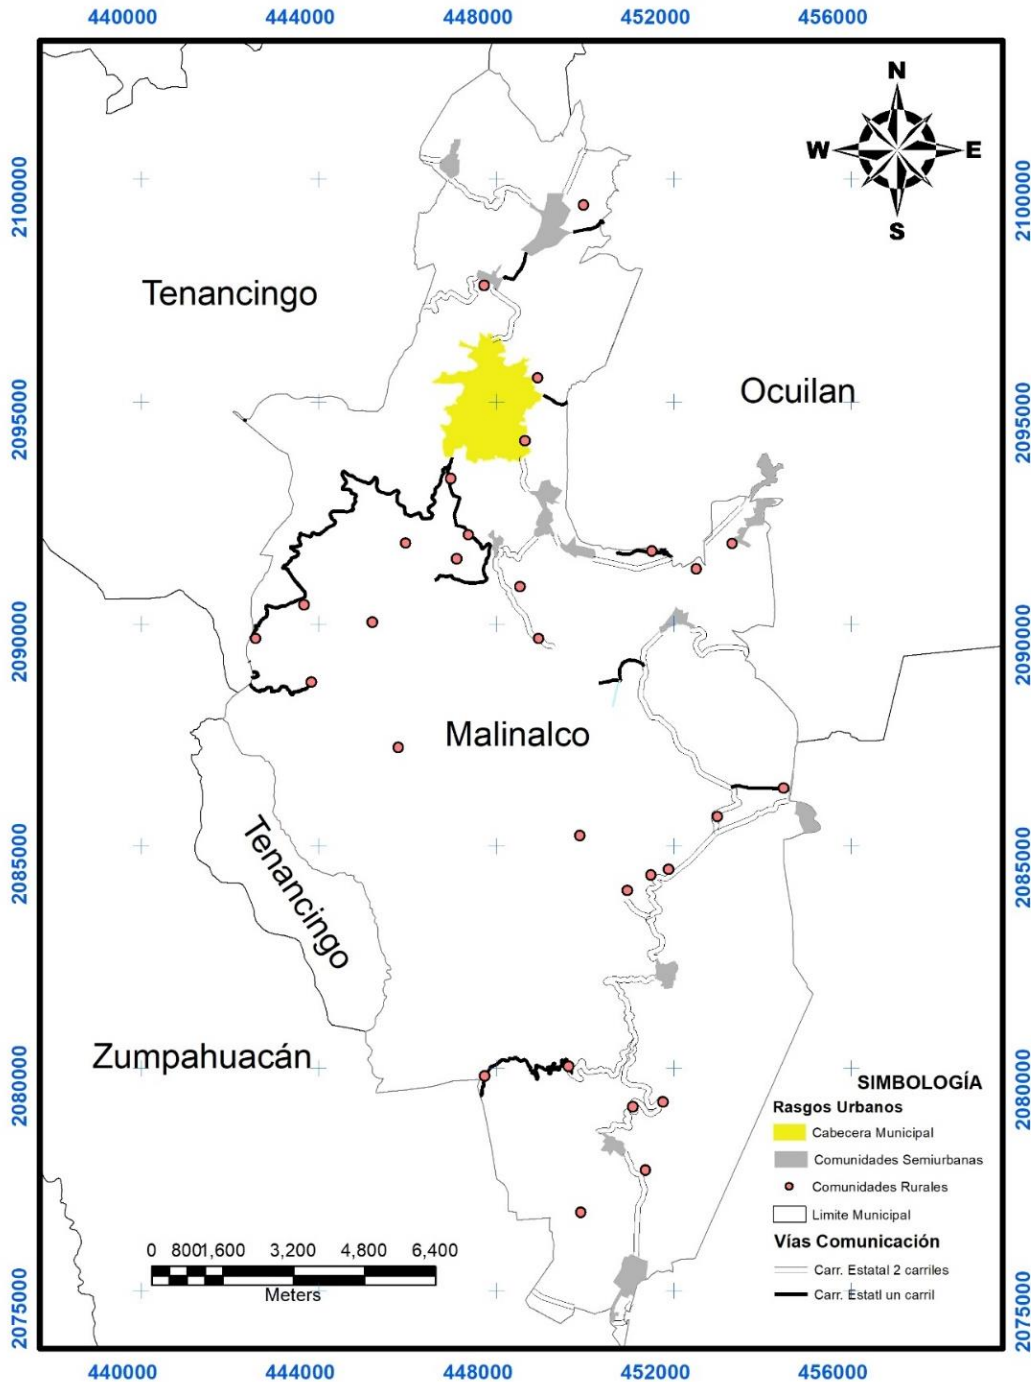 440000 444000 448000 452000 456000
N
W E
S
2100000 2100000
Tenancingo
Ocuilan
2095000 2095000
2090000 2090000
Malinalco
Tenancingo
2085000 2085000
Zumpahuacán
2080000 2080000
SIMBOLOGÍA
Rasgos Urbanos
Cabecera Municipal
Comunidades Semiurbanas
Comunidades Rurales
Limite Municipal
Vías Comunicación
Carr. Estatal 2 carriles
Carr. Estatl un carril
0 800 1,600 3,200 4,800 6,400
Meters
2075000 2075000
440000 444000 448000 452000 456000